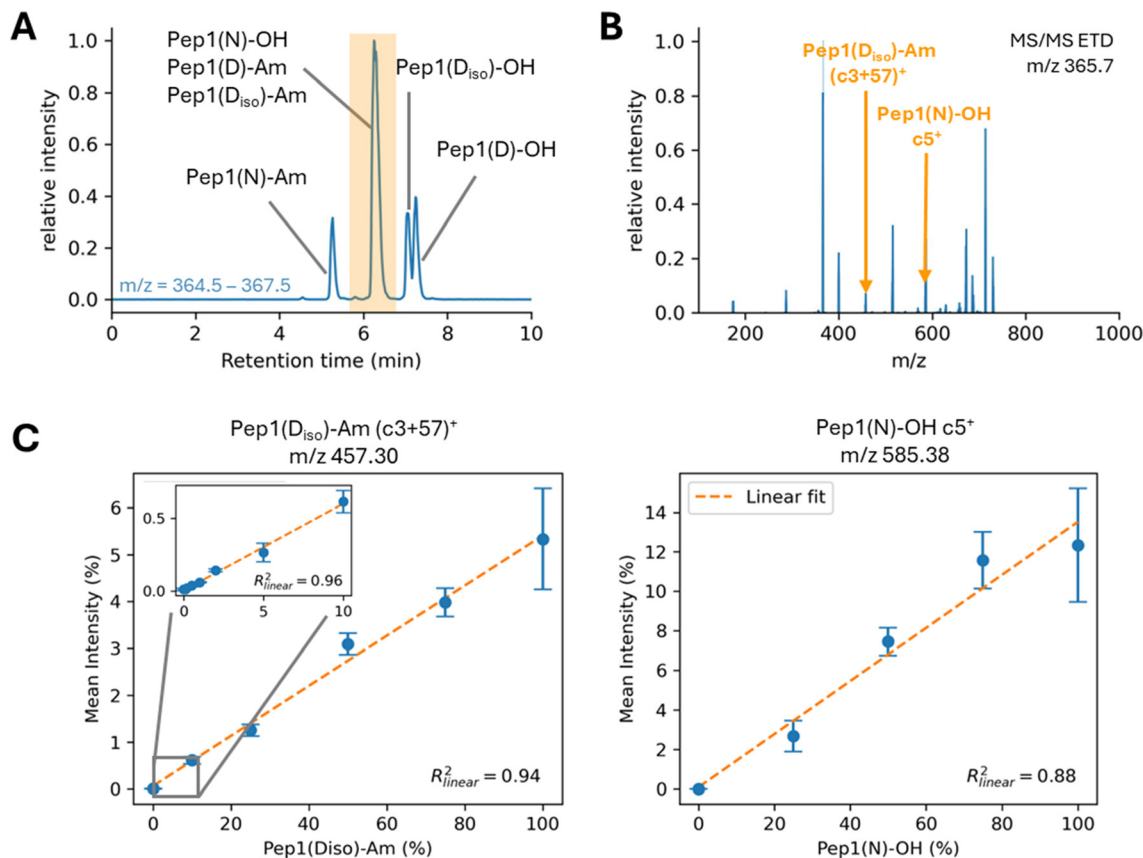 A
Pep1(N)-OH
Pep1(D)-Am
Pep1(Diso)-Am
Pep1(Diso)-OH
Pep1(D)-OH
Pep1(N)-Am
m/z = 364.5 – 367.5
relative intensity
1.0
0.8
0.6
0.4
0.2
0.0
0 2 4 6 8 10
Retention time (min)
B
MS/MS ETD
m/z 365.7
Pep1(Diso)-Am
(c3+57)+
Pep1(N)-OH
c5+
relative intensity
1.0
0.8
0.6
0.4
0.2
0.0
200 400 600 800 1000
m/z
C
Pep1(Diso)-Am (c3+57)+
m/z 457.30
Mean Intensity (%)
6
5
4
3
2
1
0
0.5
0.0
R²linear = 0.96
0 5 10
R²linear = 0.94
0 20 40 60 80 100
Pep1(Diso)-Am (%)
Pep1(N)-OH c5+
m/z 585.38
Linear fit
Mean Intensity (%)
14
12
10
8
6
4
2
0
R²linear = 0.88
0 20 40 60 80 100
Pep1(N)-OH (%)